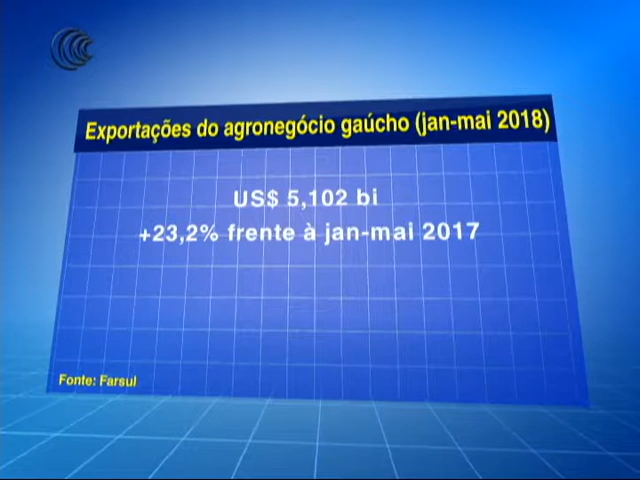 Exportações do agronegócio gaúcho (jan-mai 2018)
US$ 5,102 bi
+23,2% frente à jan-mai 2017
Fonte: Farsul